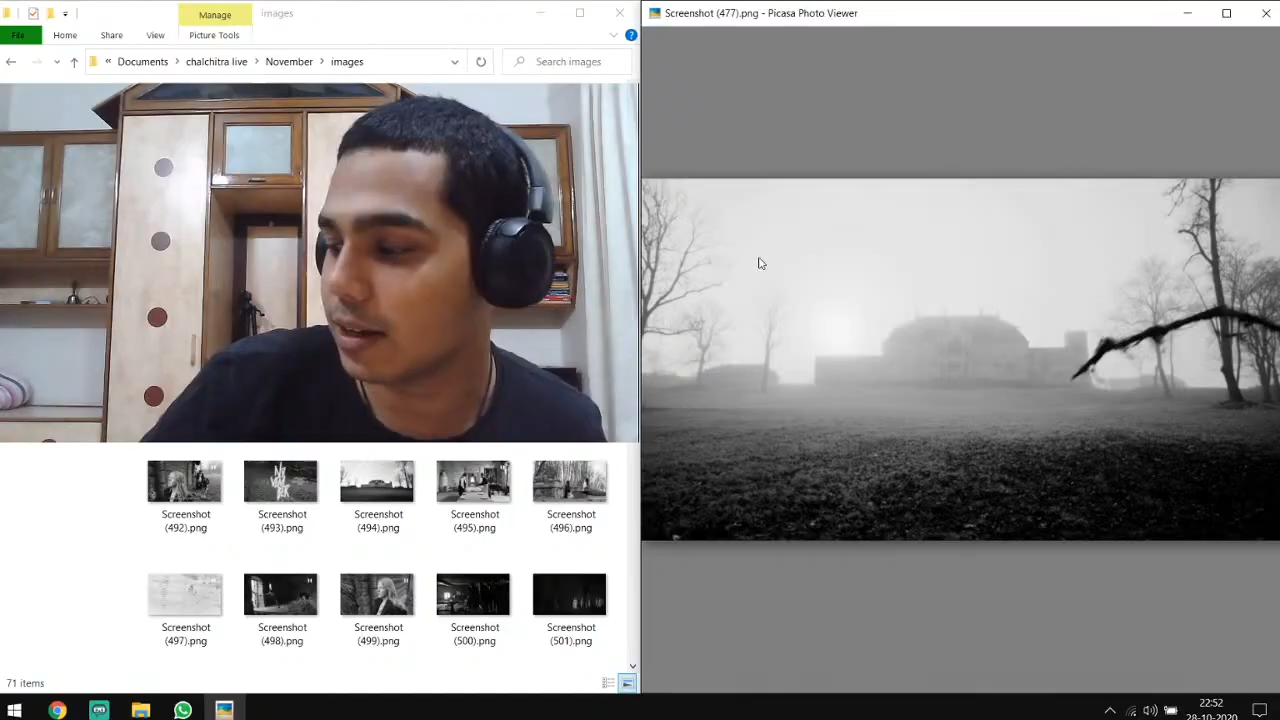 Manage
images
Screenshot (477).png - Picasa Photo Viewer
File
Home
Share
View
Picture Tools
Documents
chalchitra live
November
images
Search images
Screenshot
(492).png
Screenshot
(493).png
Screenshot
(494).png
Screenshot
(495).png
Screenshot
(496).png
Screenshot
(497).png
Screenshot
(498).png
Screenshot
(499).png
Screenshot
(500).png
Screenshot
(501).png
71 items
22:52
28-10-2020